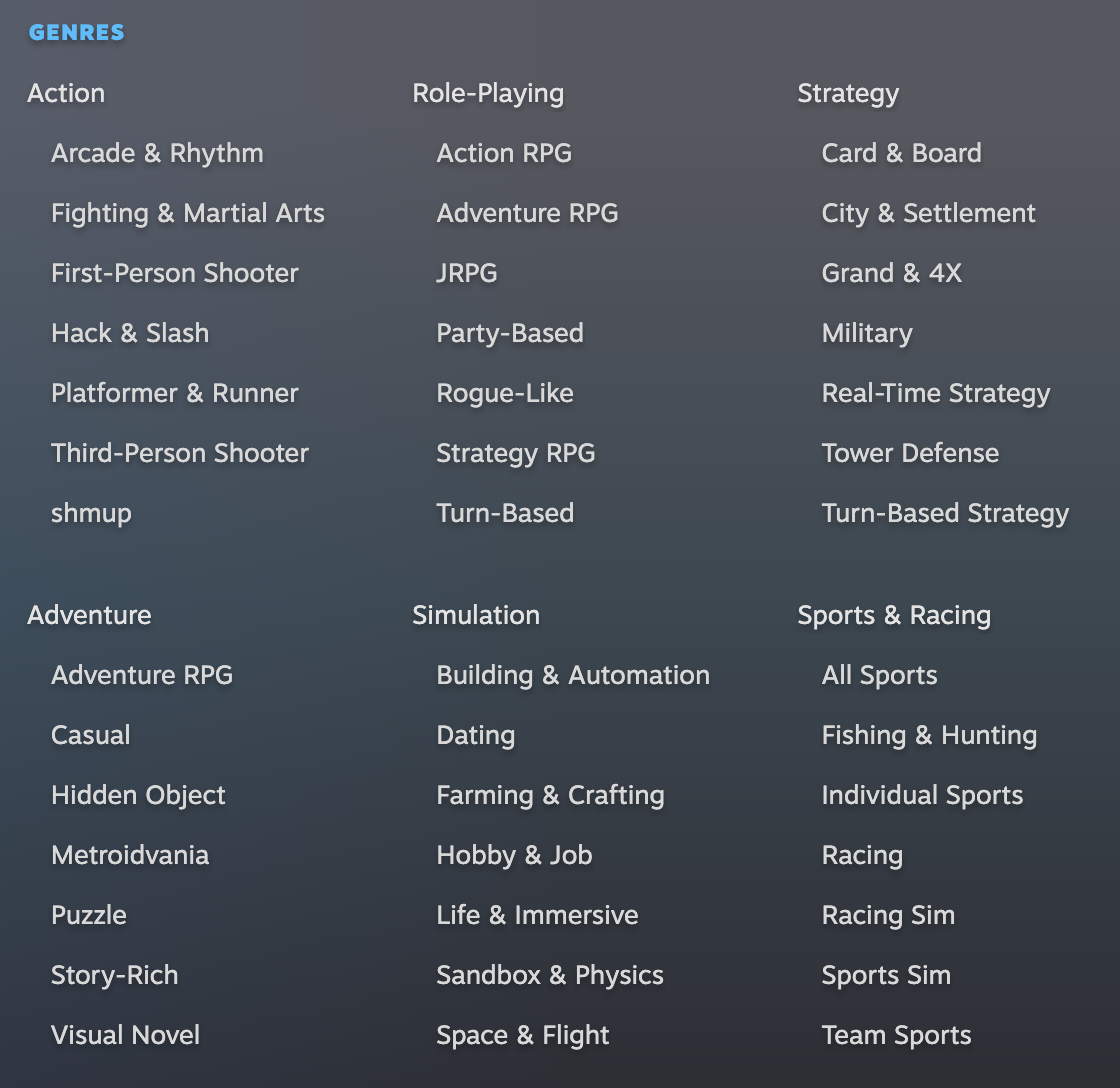 GENRES
Action
Arcade & Rhythm
Fighting & Martial Arts
First-Person Shooter
Hack & Slash
Platformer & Runner
Third-Person Shooter
shmup
Role-Playing
Action RPG
Adventure RPG
JRPG
Party-Based
Rogue-Like
Strategy RPG
Turn-Based
Strategy
Card & Board
City & Settlement
Grand & 4X
Military
Real-Time Strategy
Tower Defense
Turn-Based Strategy
Adventure
Adventure RPG
Casual
Hidden Object
Metroidvania
Puzzle
Story-Rich
Visual Novel
Simulation
Building & Automation
Dating
Farming & Crafting
Hobby & Job
Life & Immersive
Sandbox & Physics
Space & Flight
Sports & Racing
All Sports
Fishing & Hunting
Individual Sports
Racing
Racing Sim
Sports Sim
Team Sports